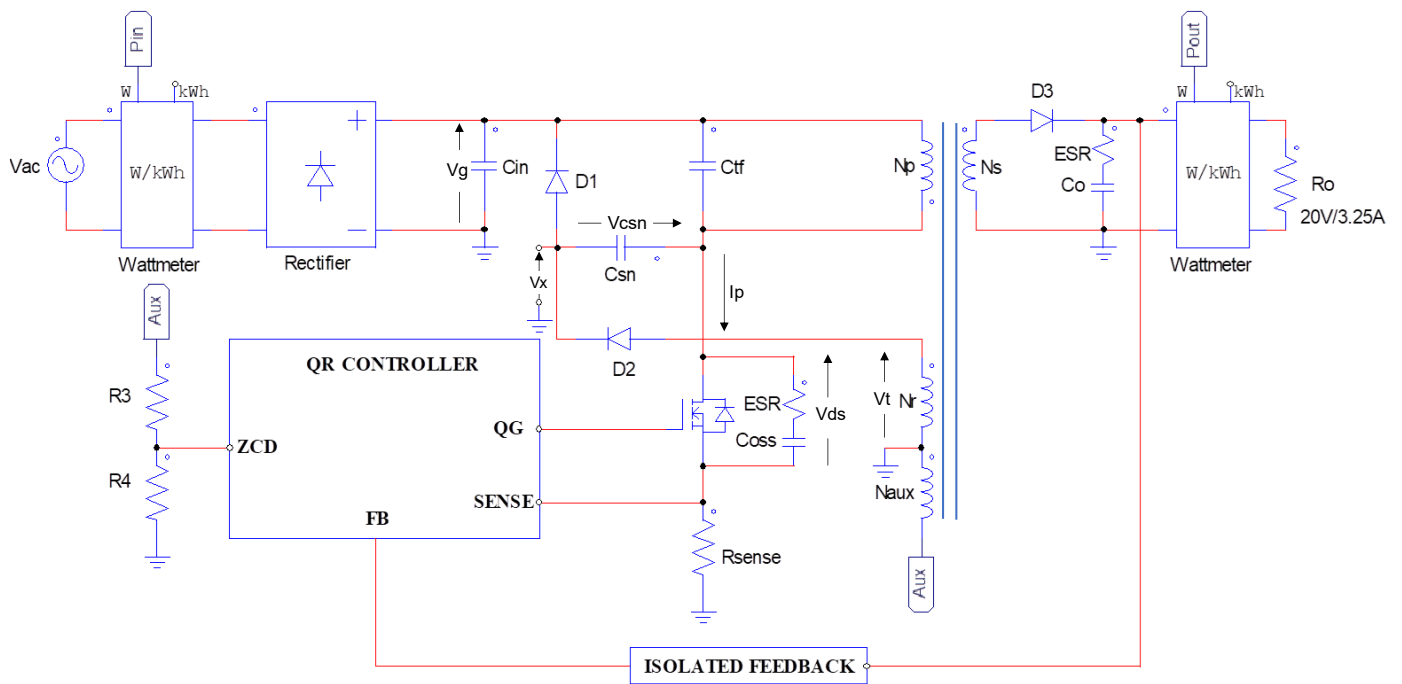 Pin
Pout
W
kWh
W
kWh
D3
Vac
W/kWh
Vg
Cin
D1
Ctf
Np
Ns
ESR
Co
W/kWh
Ro
20V/3.25A
Vcsn
Wattmeter
Rectifier
Wattmeter
Vx
Csn
Ip
Aux
D2
QR CONTROLLER
R3
ESR
Vds
Vt
Nr
QG
Coss
ZCD
R4
SENSE
Naux
FB
Rsense
Aux
ISOLATED FEEDBACK